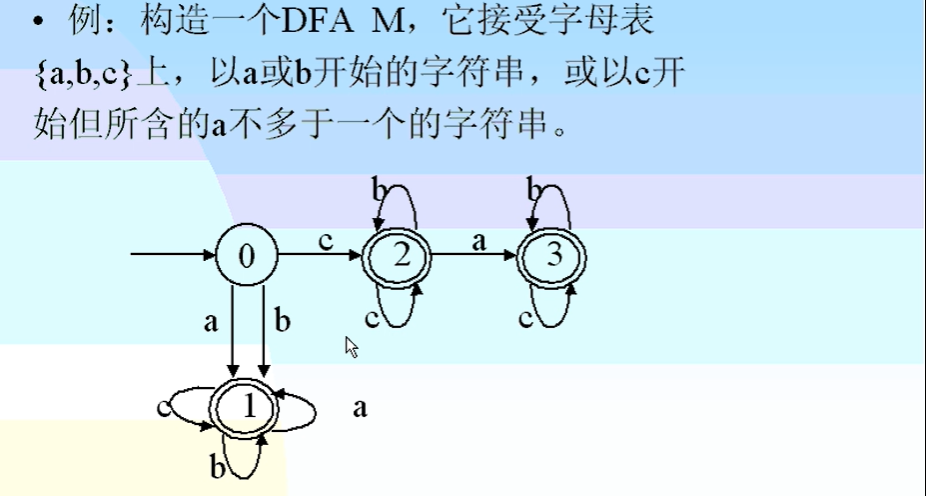 • 例：构造一个DFA M，它接受字母表
{a,b,c}上，以a或b开始的字符串，或以c开
始但所含的a不多于一个的字符串。
b b
0 c 2 a 3
a b c c
c 1 a
b